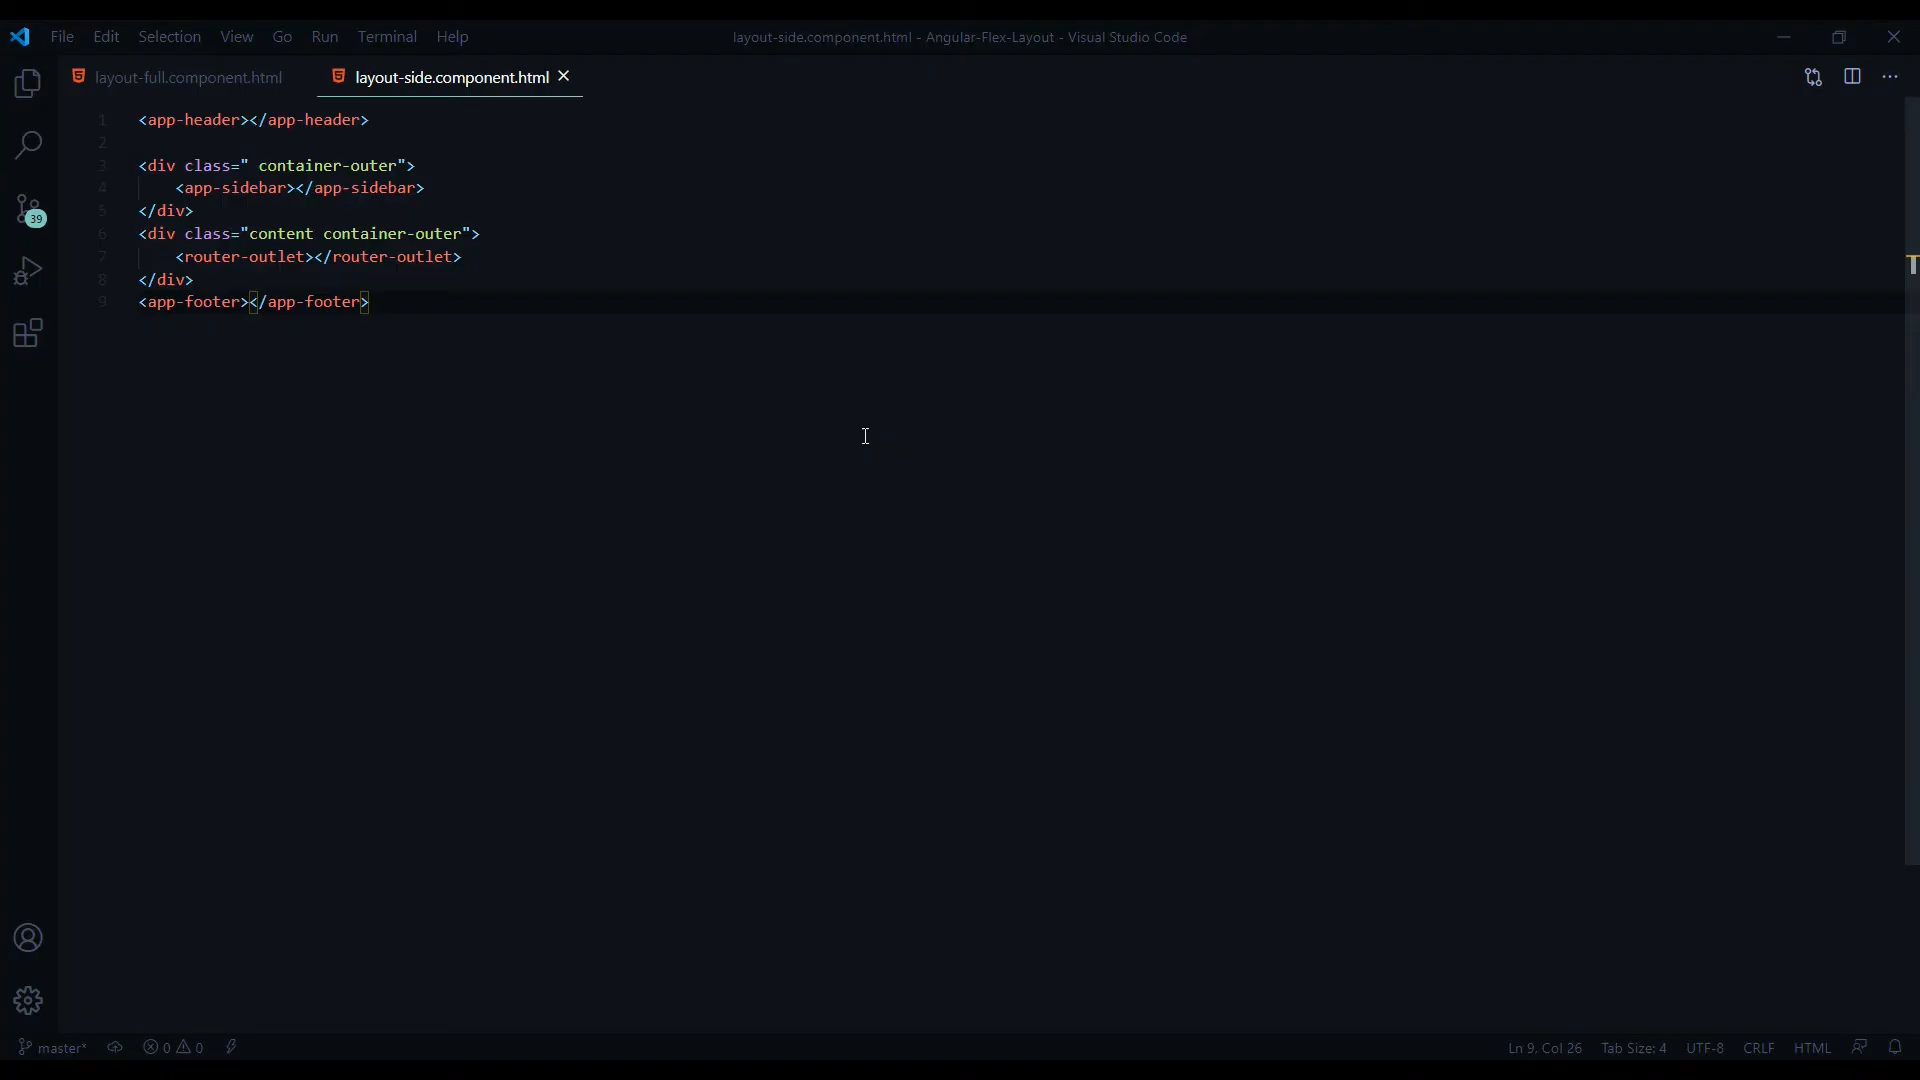 File Edit Selection View Go Run Terminal Help
layout-side.component.html - Angular-Flex-Layout - Visual Studio Code
layout-full.component.html
layout-side.component.html
1 <app-header></app-header>
2
3 <div class=" container-outer">
4     <app-sidebar></app-sidebar>
5 </div>
6 <div class="content container-outer">
7     <router-outlet></router-outlet>
8 </div>
9 <app-footer></app-footer>
39
master* 0 0
Ln 9, Col 26 Tab Size: 4 UTF-8 CRLF HTML